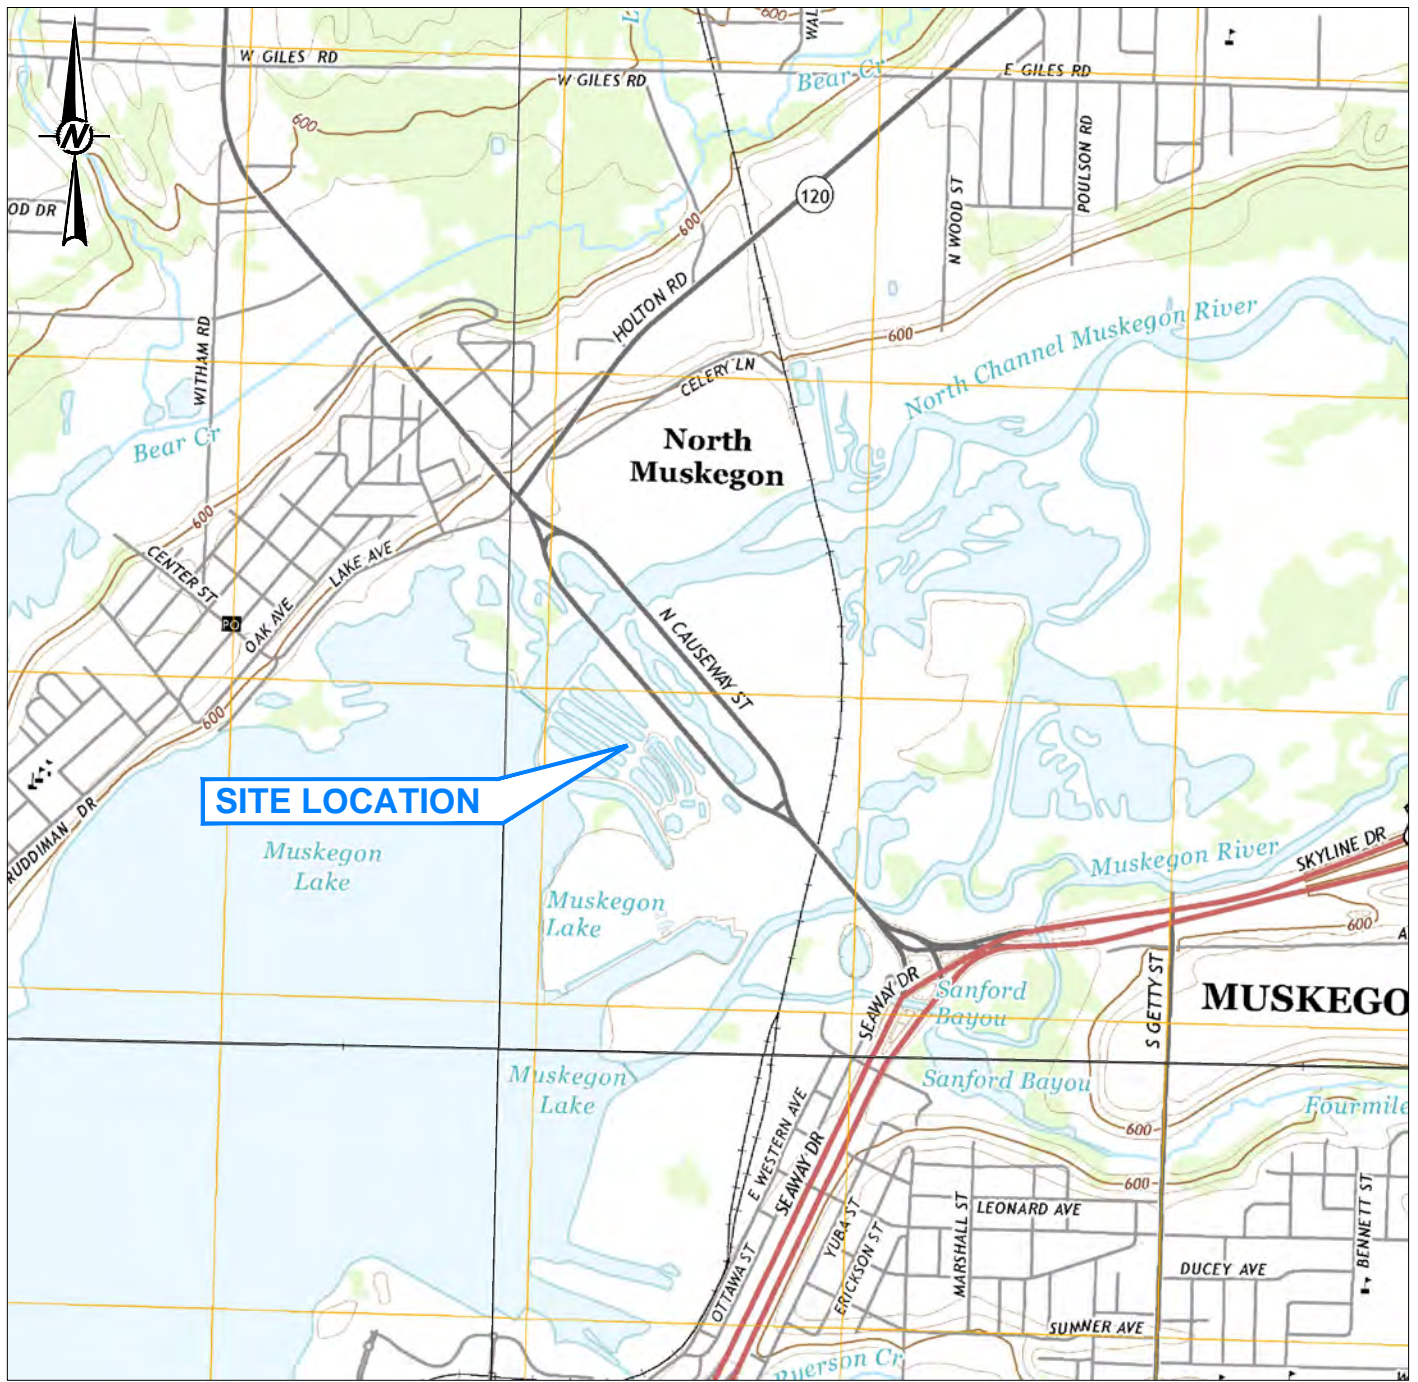 W GILES RD
W GILES RD
600
Bear Cr
E GILES RD
N
600
120
POULSON RD
N WOOD ST
OD DR
600
HOLTON RD
North Channel Muskegon River
WITHAM RD
600
CELERY LN
Bear Cr
North
Muskegon
600
CENTER ST
LAKE AVE
PO
OAK AVE
N CAUSEWAY ST
600
SITE LOCATION
RUDDIMAN DR
Muskegon
Lake
Muskegon River
SKYLINE DR
Muskegon
Lake
600
SEAWAY DR
Sanford
Bayou
S GETTY ST
MUSKEGO
Muskegon
Lake
Sanford Bayou
Fourmile
600
E WESTERN AVE
SEAWAY DR
600
YUBA ST
ERICKSON ST
MARSHALL ST
LEONARD AVE
BENNETT ST
OTTAWA ST
DUCEY AVE
SUMNER AVE
Ryerson Cr